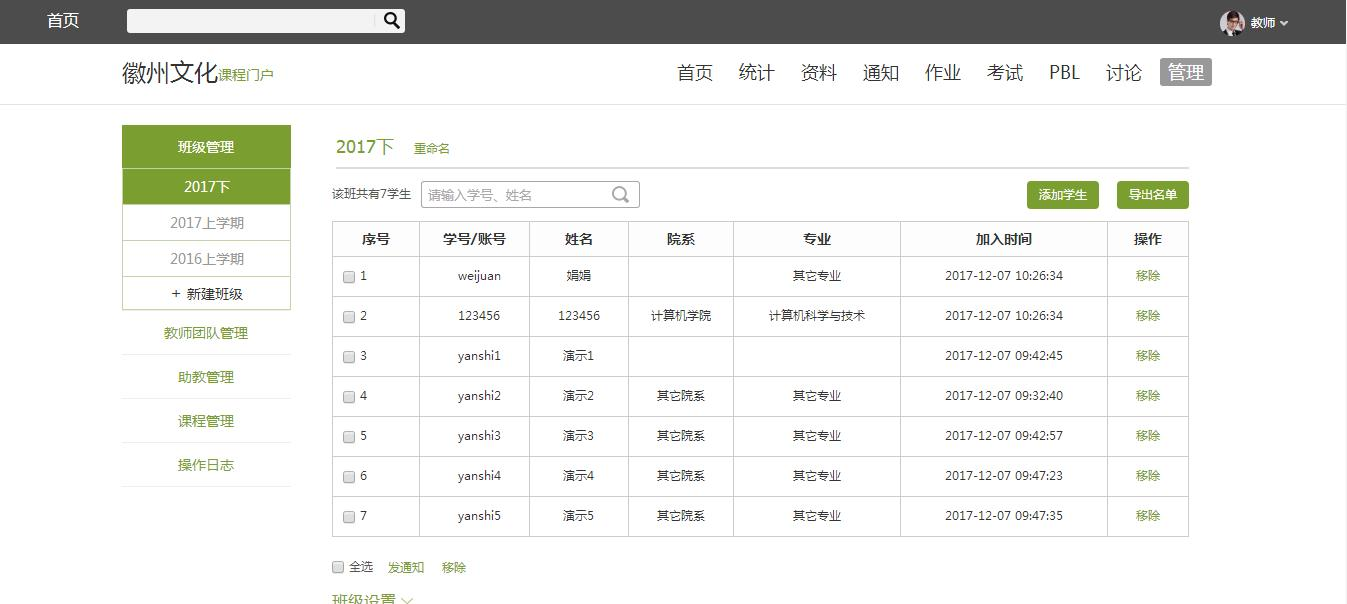 首页
教师
徽州文化课程门户
首页 统计 资料 通知 作业 考试 PBL 讨论 管理
班级管理
2017下
2017上学期
2016上学期
+ 新建班级
教师团队管理
助教管理
课程管理
操作日志
2017下 重命名
该班共有7学生 请输入学号、姓名 添加学生 导出名单
序号 学号/账号 姓名 院系 专业 加入时间 操作
1 weijuan 娟娟 其它专业 2017-12-07 10:26:34 移除
2 123456 123456 计算机学院 计算机科学与技术 2017-12-07 10:26:34 移除
3 yanshi1 演示1 2017-12-07 09:42:45 移除
4 yanshi2 演示2 其它院系 其它专业 2017-12-07 09:32:40 移除
5 yanshi3 演示3 其它院系 其它专业 2017-12-07 09:42:57 移除
6 yanshi4 演示4 其它院系 其它专业 2017-12-07 09:47:23 移除
7 yanshi5 演示5 其它院系 其它专业 2017-12-07 09:47:35 移除
全选 发通知 移除
班级设置